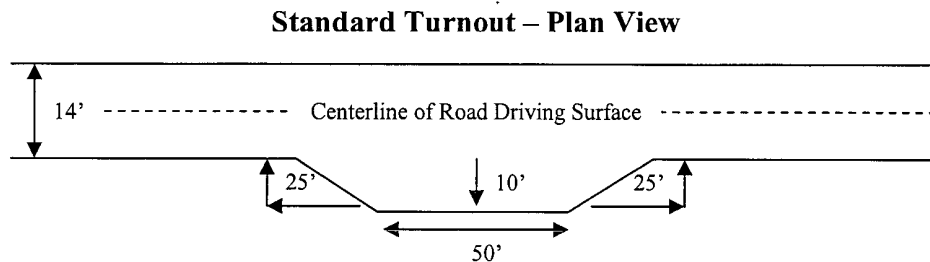 Standard Turnout – Plan View
14’
Centerline of Road Driving Surface
25’
10’
25’
50’